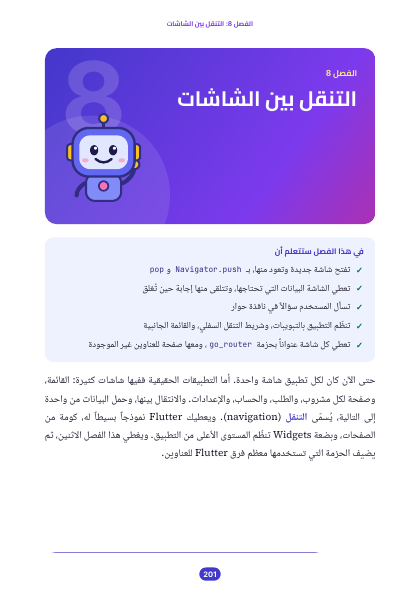 الفصل 8: التنقل بين الشاشات
8
الفصل 8
التنقل بين الشاشات
في هذا الفصل ستتعلم أن
✓ تفتح شاشة جديدة وتعود منها، بـ Navigator.push و pop
✓ تعطي الشاشة البيانات التي تحتاجها، وتتلقى منها إجابة حين تُغلق
✓ تسأل المستخدم سؤالاً في نافذة حوار
✓ تنظّم التطبيق بالتبويبات، وشريط التنقل السفلي، والقائمة الجانبية
✓ تعطي كل شاشة عنواناً بحزمة go_router، ومعها صفحة للعناوين غير الموجودة
حتى الآن كان لكل تطبيق شاشة واحدة. أما التطبيقات الحقيقية ففيها شاشات كثيرة: القائمة،
وصفحة لكل مشروب، والطلب، والحساب، والإعدادات. والانتقال بينها، وحمل البيانات من واحدة
إلى التالية، يُسمّى التنقل (navigation). ويعطيك Flutter نموذجاً بسيطاً له، كومة من
الصفحات، وبضعة Widgets تنظّم المستوى الأعلى من التطبيق. ويغطي هذا الفصل الاثنين، ثم
يضيف الحزمة التي تستخدمها معظم فرق Flutter للعناوين.
201